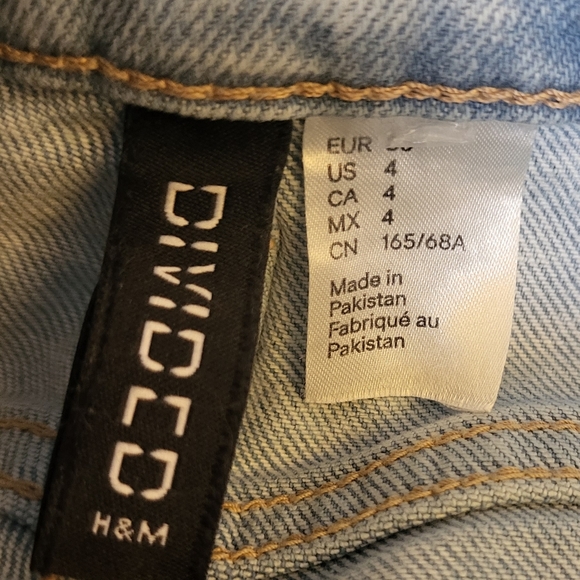 DIVIDED
H&M
EUR
US 4
CA 4
MX 4
CN 165/68A
Made in
Pakistan
Fabriqué au
Pakistan